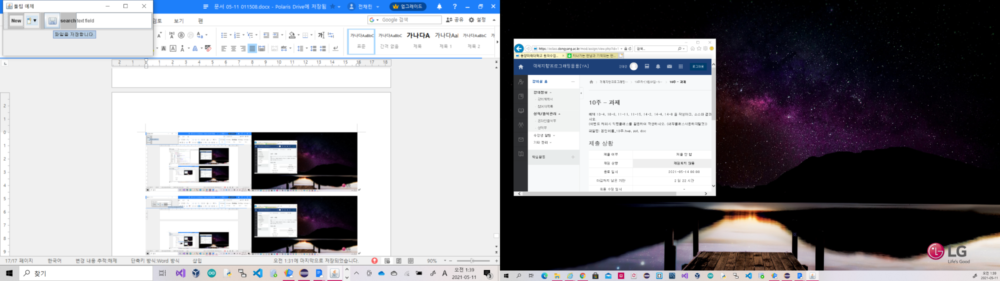 툴팁 예제
New
search text field
파일을 저장합니다.
문서 05-11 011508.docx - Polaris Drive에 저장됨
전채린
업그레이드
보기
펜
Google 검색
공유
설정
가나다AaBbC
가나다AaBbC
가나다A
가나다AaI
가나다AaBbC
표준
간격 없음
제목
제목 1
제목 2
2 1 0 1 2 3 4 5 6 7 8 9 10 11 12 13 14 15 16 17 18
2
1
0
1
2
3
4
5
6
7
8
9
17/17 페이지
한국어
변경 내용 추적:해제
단축키 방식:Word 방식
삽입
오전 1:31에 마지막으로 저장되었습니다.
90%
찾기
A
오전 1:39
2021-05-11
3
https://eclass.dongyang.ac.kr/mod/assign/view.php?id=1
검색...
동양미래대학교 원격수업...
지나가는 만남과 기억되는 만...
객체지향프로그래밍응용(YA)
전채린
로그아웃
강의실 홈
강의정보
강의계획서
참여자목록
성적/출석관리
온라인출석부
성적부
수강생 알림
기타 관리
학습활동
객체지향프로그래밍...
10주 - 과제
10주 - 과제
예제 10-4, 10-6, 11-11, 11-15, 14-2, 14-4, 14-8 을 작성하고, 소스와 결과
시오.
(이벤트 처리시 익명클래스를 활용하여 작성하시오. (내부클래스사용하지말것))
파일명: 본인이름_10주.hwp, ppt, doc
제출 상황
제출 여부
제출 안 함
채점 상황
채점되지 않음
종료 일시
2021-05-14 00:00
마감까지 남은 기한
2 일 22 시간
최종 수정 일시
-
LG
Life's Good
오전 1:39
2021-05-11